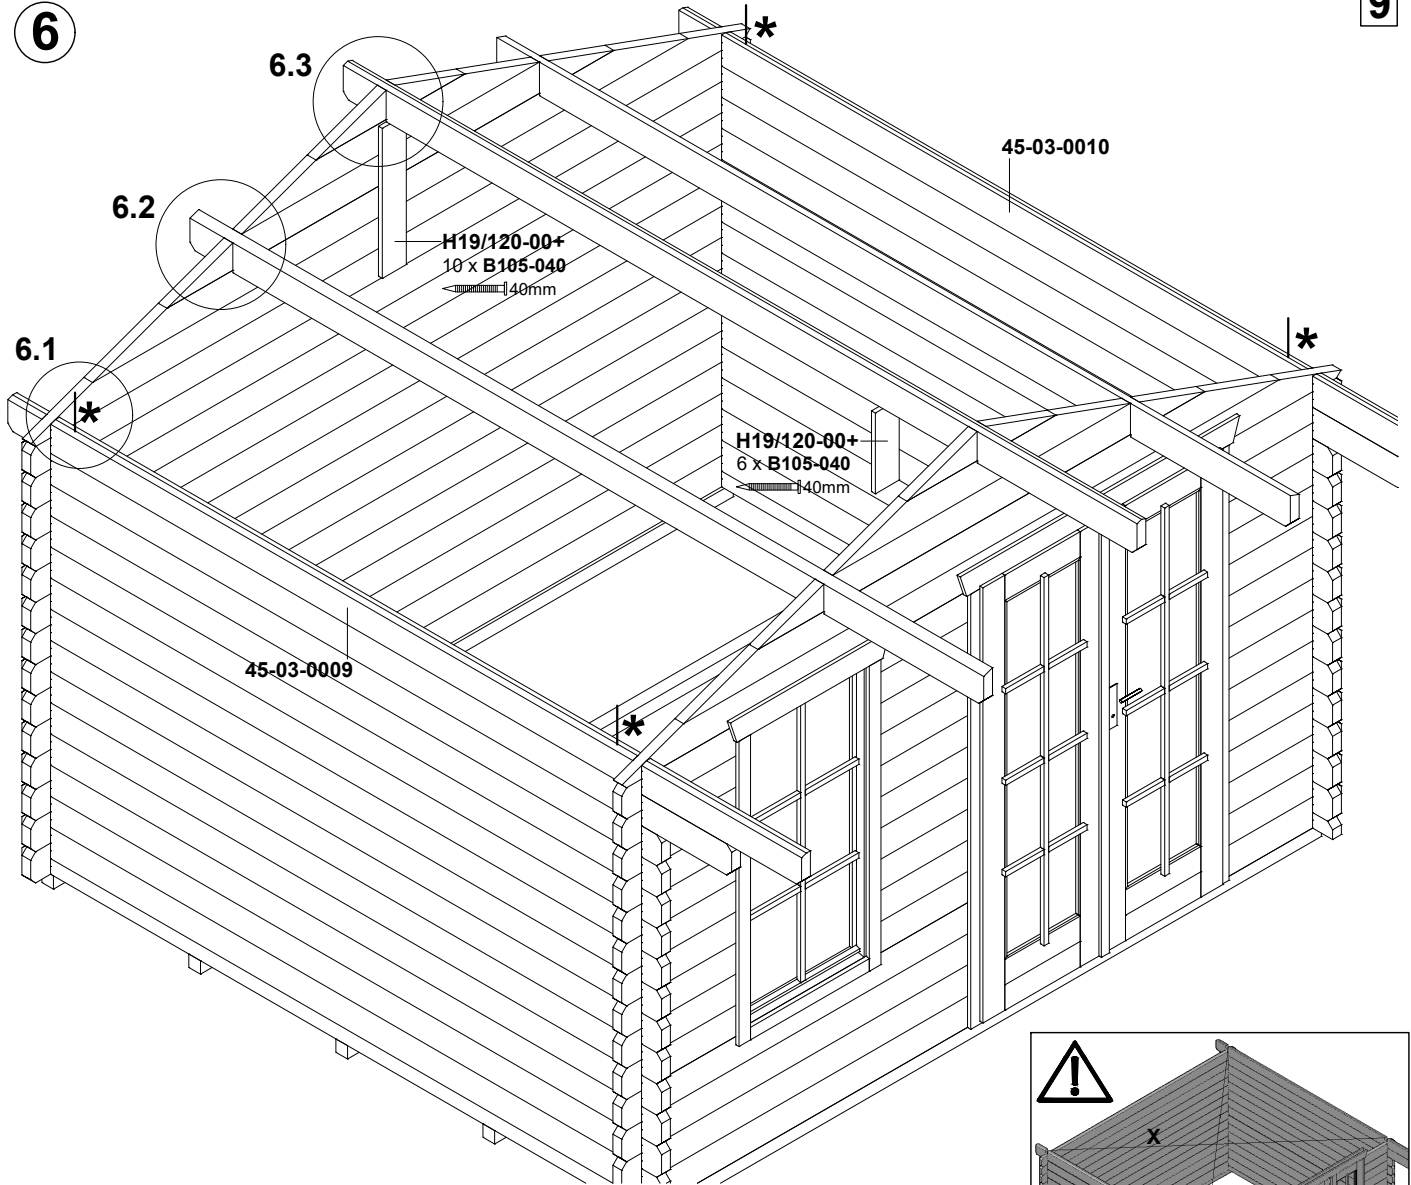 6
9
6.3
*
45-03-0010
6.2
H19/120-00+
10 x B105-040
40mm
*
6.1
*
H19/120-00+
6 x B105-040
40mm
45-03-0009
*
!
x